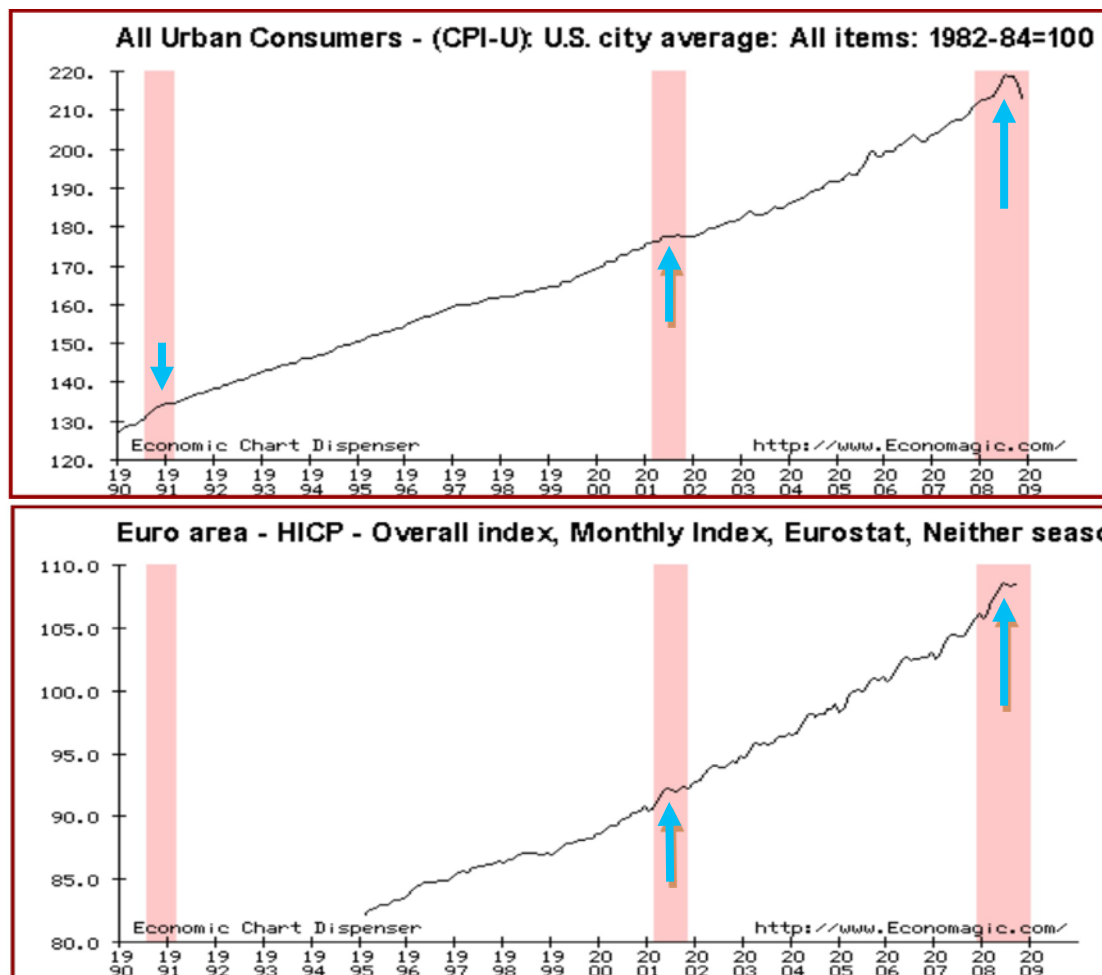 All Urban Consumers - (CPI-U): U.S. city average: All items: 1982-84=100
220.
210.
200.
190.
180.
170.
160.
150.
140.
130.
Economic Chart Dispenser http://www.Economagic.com/
120.
19 19 19 19 19 19 19 19 19 19 20 20 20 20 20 20 20 20 20 20
90 91 92 93 94 95 96 97 98 99 00 01 02 03 04 05 06 07 08 09
Euro area - HICP - Overall index, Monthly Index, Eurostat, Neither seaso
110.0
105.0
100.0
95.0
90.0
85.0
Economic Chart Dispenser http://www.Economagic.com/
80.0
19 19 19 19 19 19 19 19 19 19 20 20 20 20 20 20 20 20 20 20
90 91 92 93 94 95 96 97 98 99 00 01 02 03 04 05 06 07 08